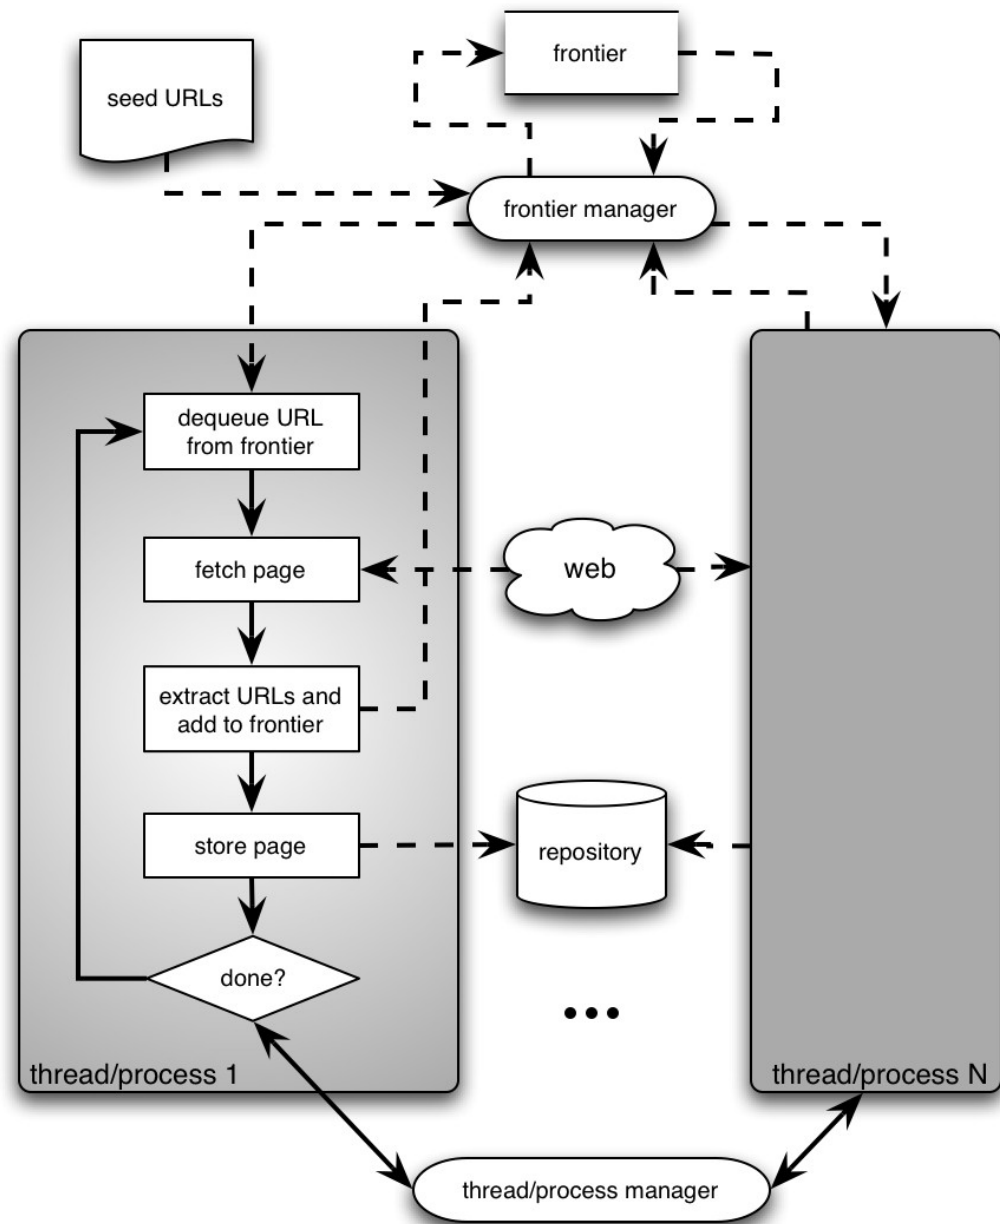 frontier
seed URLs
frontier manager
dequeue URL
from frontier
fetch page
web
extract URLs and
add to frontier
store page
repository
done?
thread/process 1
thread/process N
thread/process manager